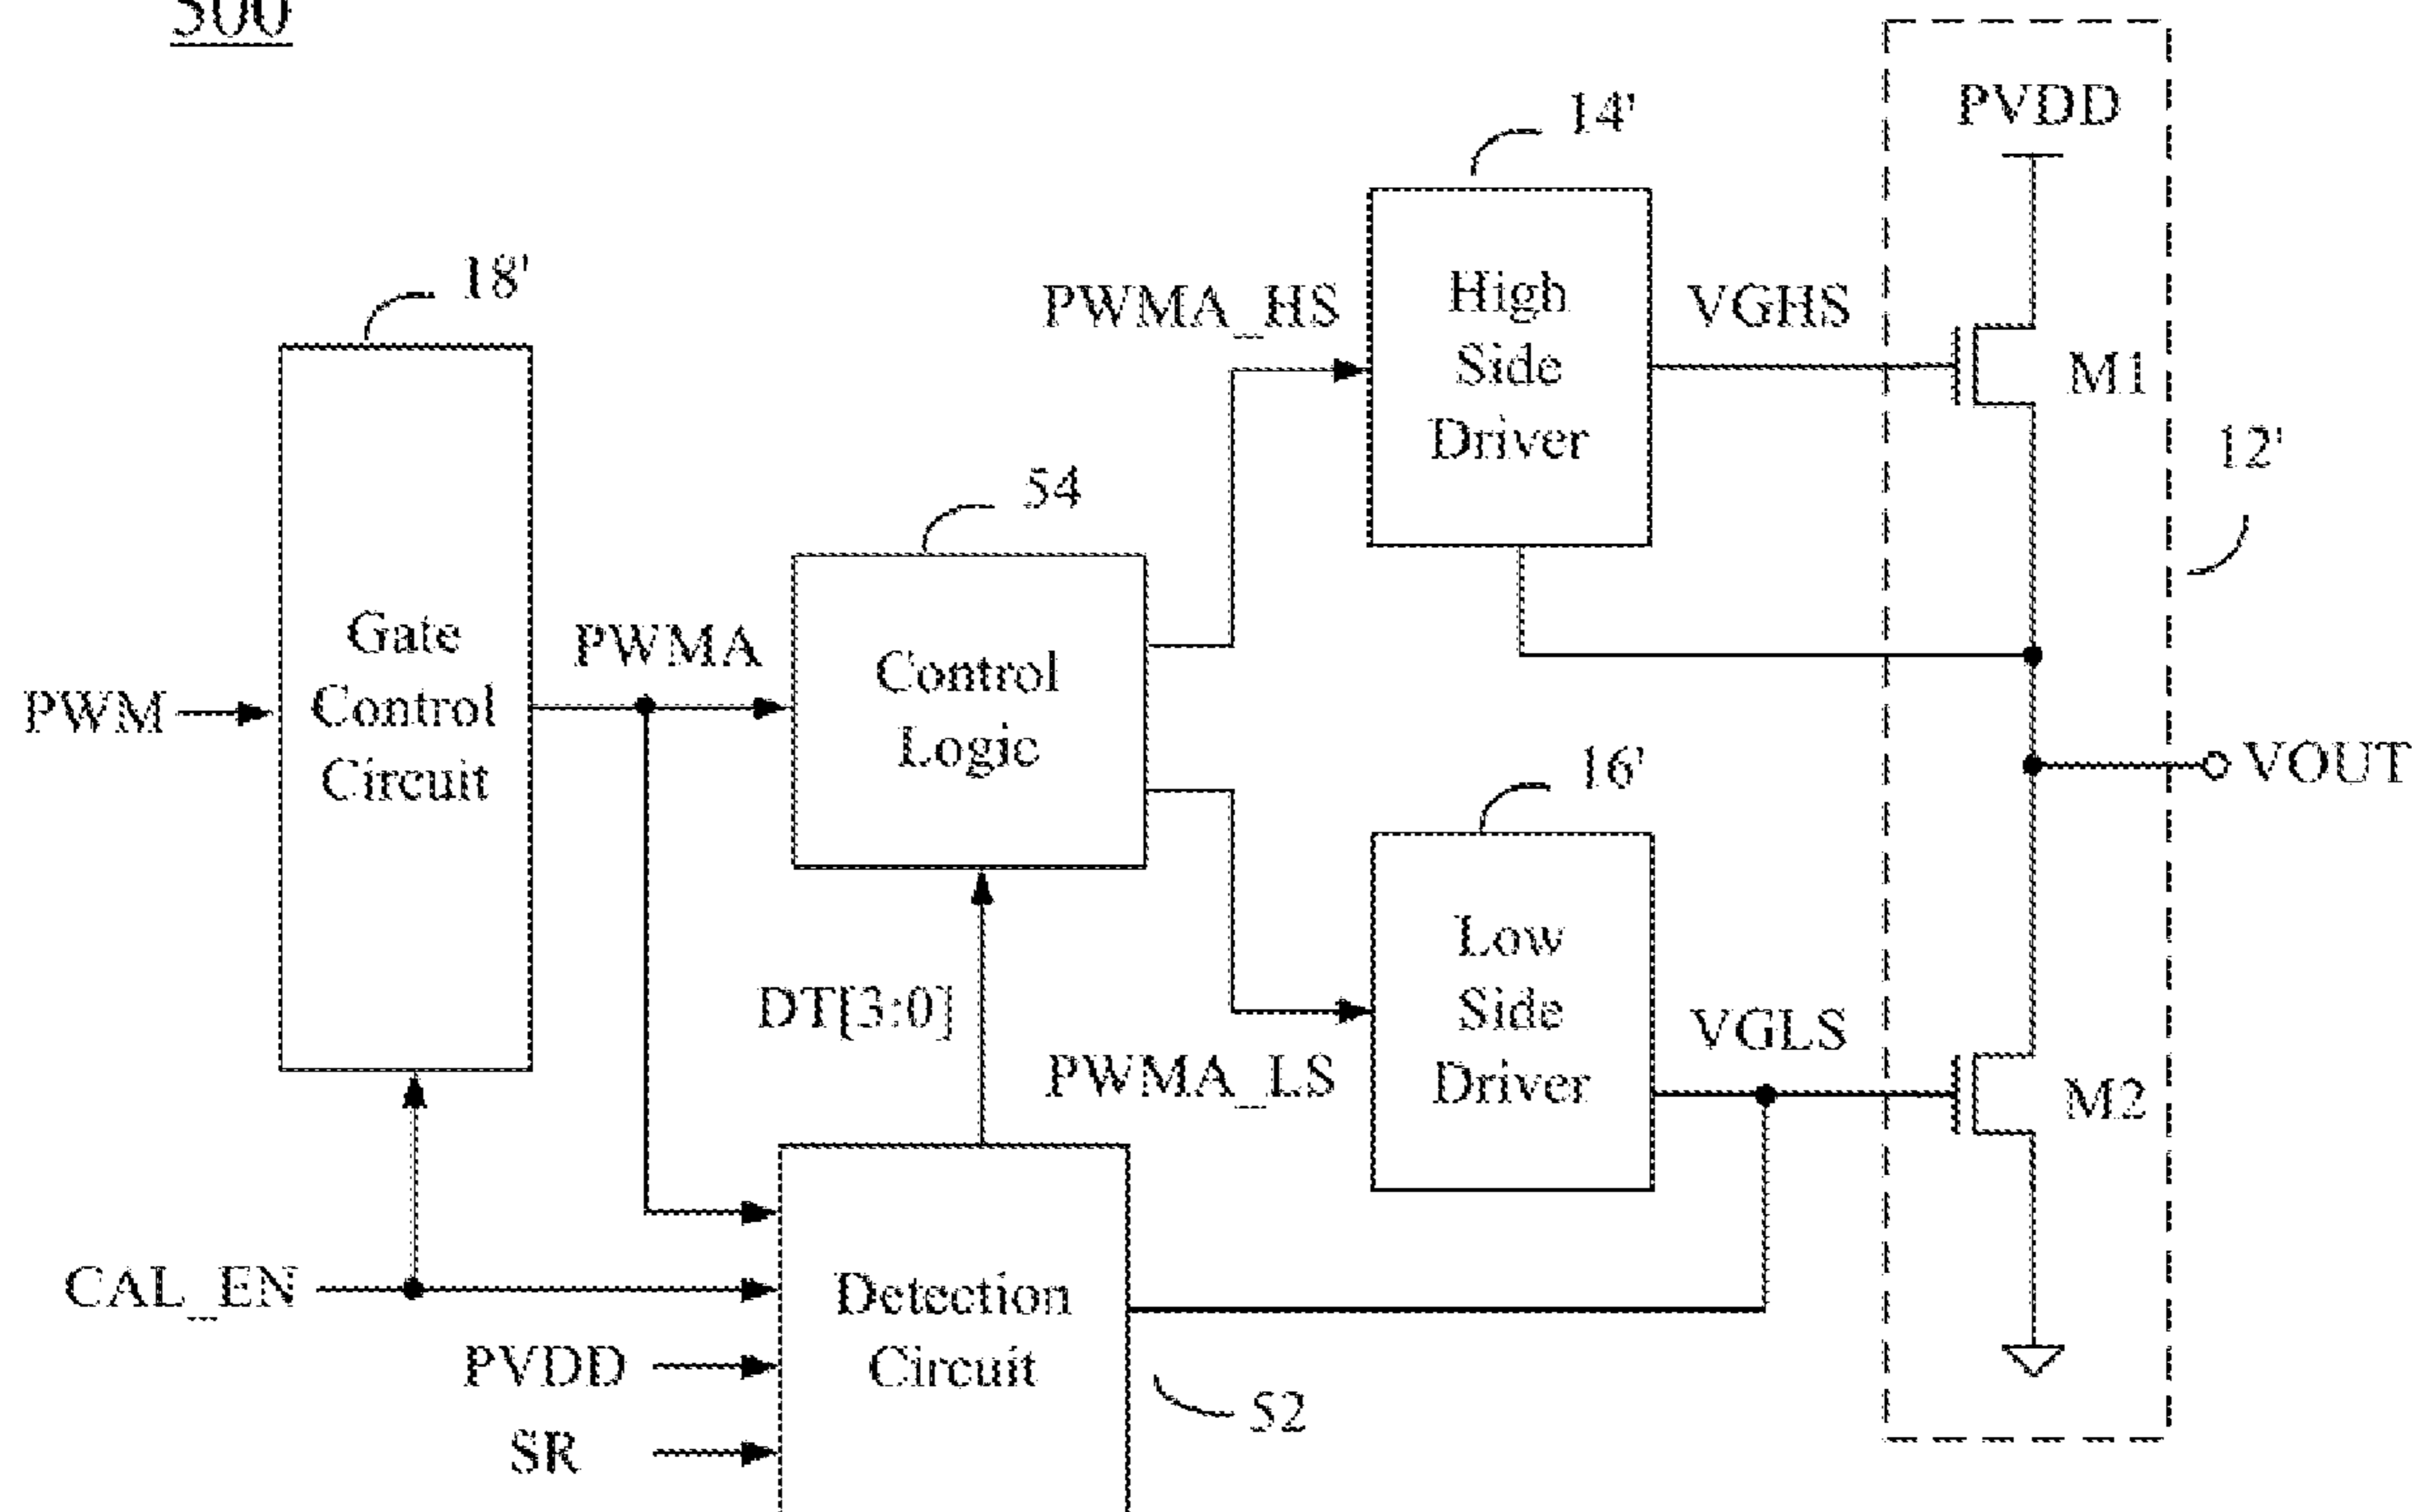 500
PVDD
14'
High
Side
Driver
PWMA_HS
VGHS
M1
12'
18'
Gate
Control
Circuit
PWM
PWMA
54
Control
Logic
VOUT
16'
Low
Side
Driver
DT[3:0]
PWMA_LS
VGLS
M2
CAL_EN
PVDD
SR
Detection
Circuit
52